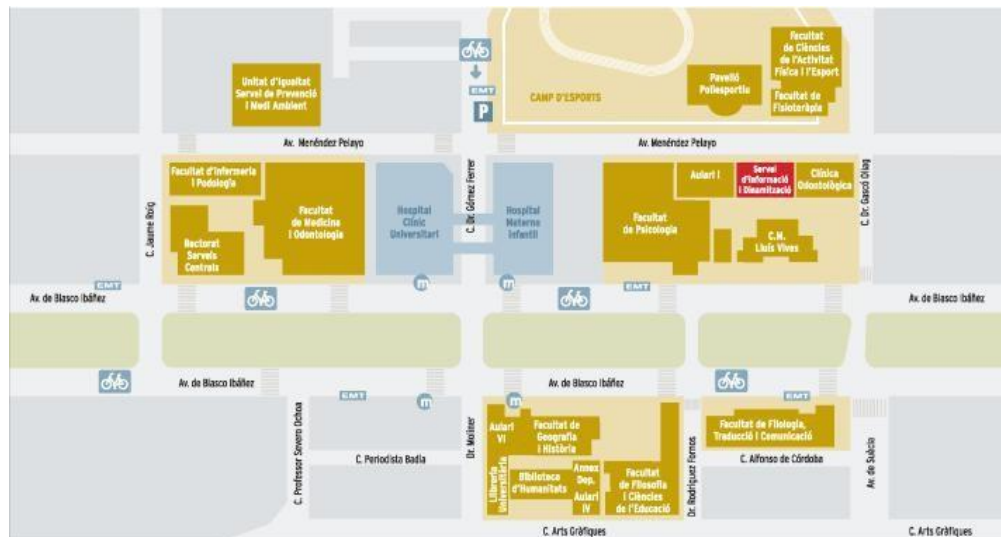 EMT
P
Unitat d'Igualtat
Servei de Prevenció
i Medi Ambient
CAMP D'ESPORTS
Pavelló
Poliesportiu
Facultat
de Ciències
de l'Activitat
Física i l'Esport
Facultat de
Fisioteràpia
Av. Menéndez Pelayo
Av. Menéndez Pelayo
C. Jaume Roig
Facultat d'Infermeria
i Podologia
Facultat
de Medicina
i Odontologia
Rectorat
Serveis
Centrals
Hospital
Clínic
Universitari
C. Dr. Gómez Ferrer
Hospital
Materno
Infantil
Facultat
de Psicologia
Aulari I
Servei
d'Informació
i Dinamització
Clínica
Odontològica
C.M.
Lluís Vives
C. Dr. Gascó Oliag
m
m
EMT
EMT
Av. de Blasco Ibáñez
Av. de Blasco Ibáñez
Av. de Blasco Ibáñez
Av. de Blasco Ibáñez
EMT
EMT
m
m
C. Professor Severo Ochoa
C. Periodista Badia
Dr. Moliner
Aulari
VI
Facultat de
Geografia
i Història
Llibreria
Universitària
Biblioteca
d'Humanitats
Annex
Dep.
Aulari
IV
Facultat
de Filosofia
i Ciències
de l'Educació
Dr. Rodríguez Fornos
Facultat de Filologia,
Traducció i Comunicació
C. Alfonso de Córdoba
Av. de Suècia
C. Arts Gràfiques
C. Arts Gràfiques